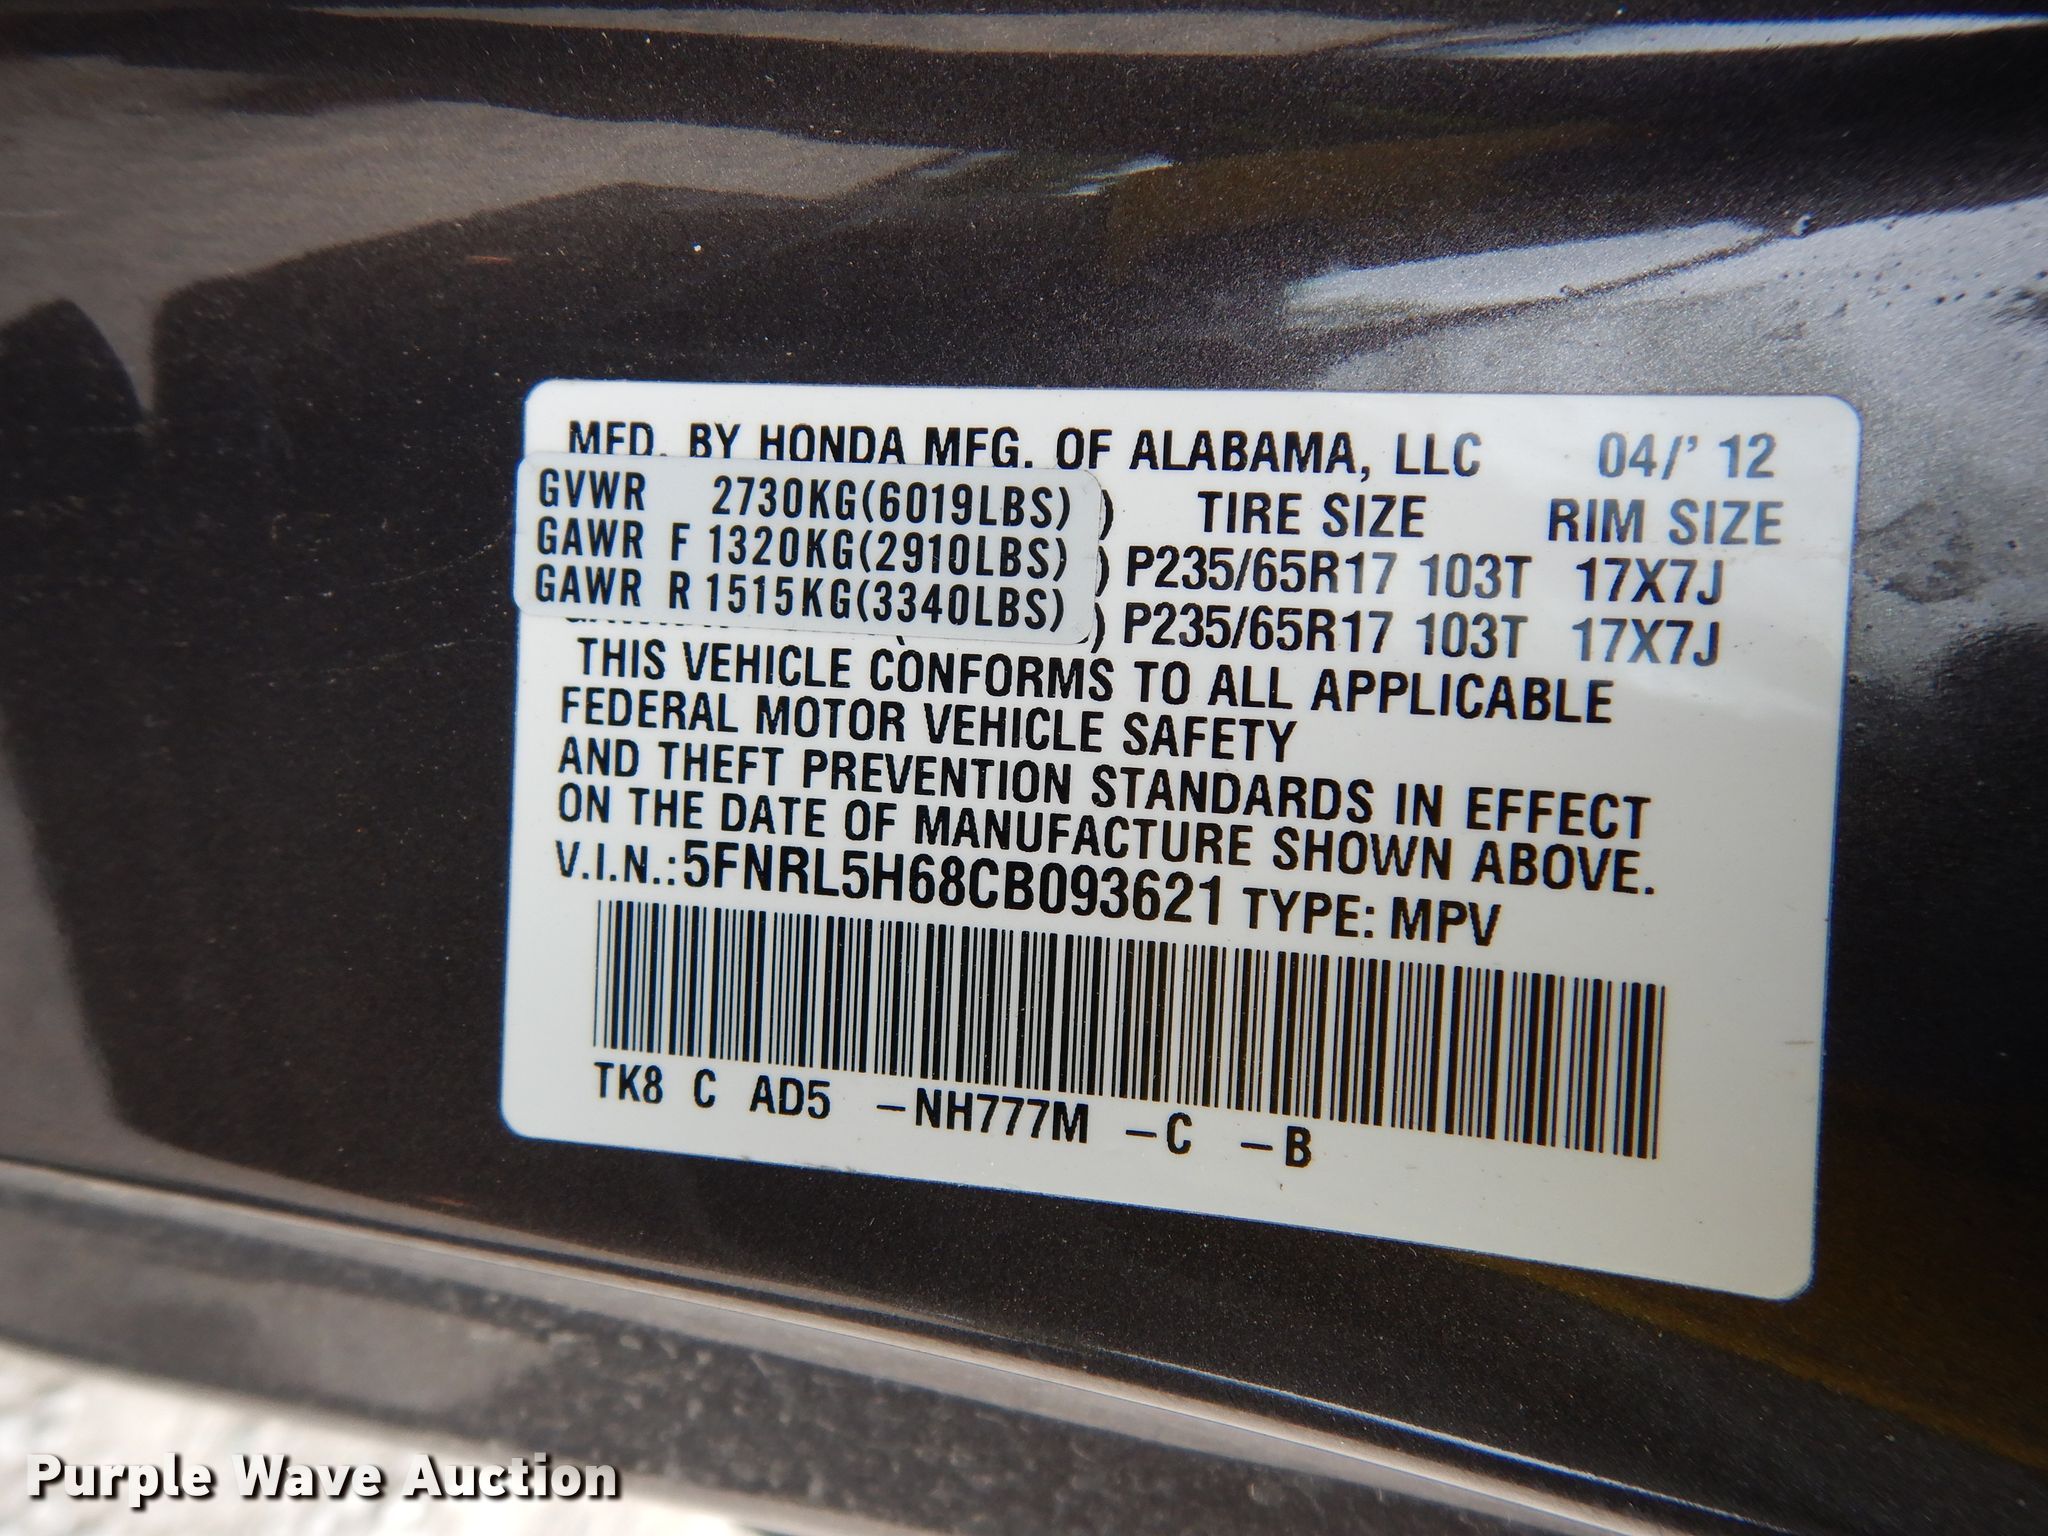 MFD. BY HONDA MFG. OF ALABAMA, LLC 04/'12
GVWR 2730KG(6019LBS) ) TIRE SIZE RIM SIZE
GAWR F 1320KG(2910LBS) ) P235/65R17 103T 17X7J
GAWR R 1515KG(3340LBS) ) P235/65R17 103T 17X7J
THIS VEHICLE CONFORMS TO ALL APPLICABLE
FEDERAL MOTOR VEHICLE SAFETY
AND THEFT PREVENTION STANDARDS IN EFFECT
ON THE DATE OF MANUFACTURE SHOWN ABOVE.
V.I.N.:5FNRL5H68CB093621 TYPE: MPV
TK8 C AD5 -NH777M -C -B
Purple Wave Auction